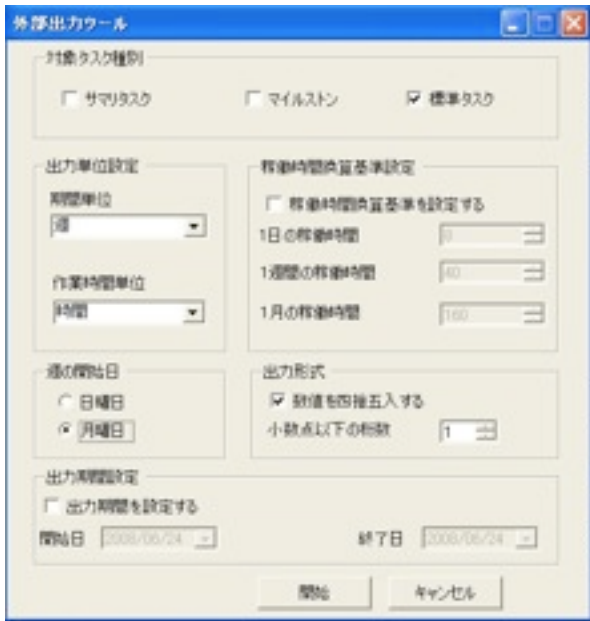 外部出力ツール
対象タスク種別
サマリタスク
マイルストン
標準タスク
出力単位設定
期間単位
週
作業時間単位
時間
稼働時間換算基準設定
稼働時間換算基準を設定する
1日の稼働時間
8
1週間の稼働時間
40
1月の稼働時間
160
週の開始日
日曜日
月曜日
出力形式
数値を四捨五入する
小数点以下の桁数
1
出力期間設定
出力期間を設定する
開始日
2008/06/24
終了日
2008/06/24
開始
キャンセル